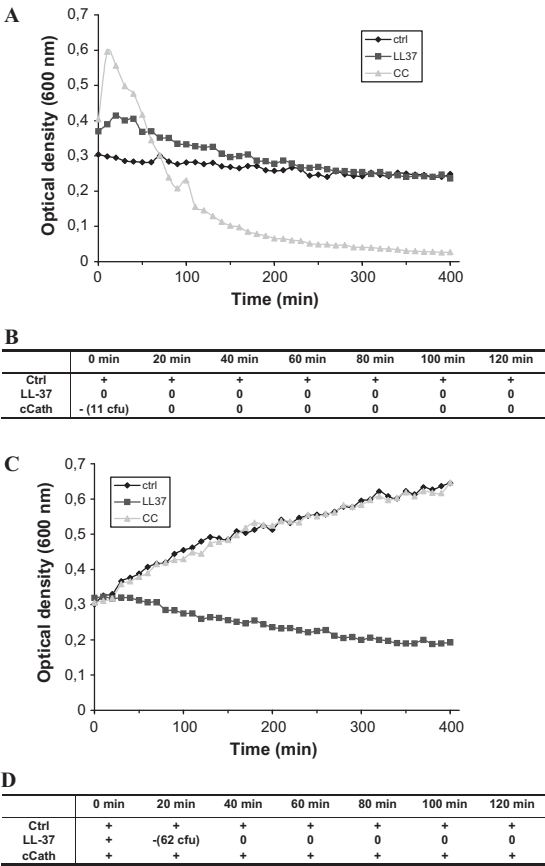 A
0,7
0,6
0,5
0,4
0,3
0,2
0,1
0
Optical density (600 nm)
ctrl
LL37
CC
0 100 200 300 400
Time (min)
B
0 min 20 min 40 min 60 min 80 min 100 min 120 min
Ctrl + + + + + + +
LL-37 0 0 0 0 0 0 0
cCath - (11 cfu) 0 0 0 0 0 0
C
0,7
0,6
0,5
0,4
0,3
0,2
0,1
0
Optical density (600 nm)
ctrl
LL37
CC
0 100 200 300 400
Time (min)
D
0 min 20 min 40 min 60 min 80 min 100 min 120 min
Ctrl + + + + + + +
LL-37 + -(62 cfu) 0 0 0 0 0
cCath + + + + + + +